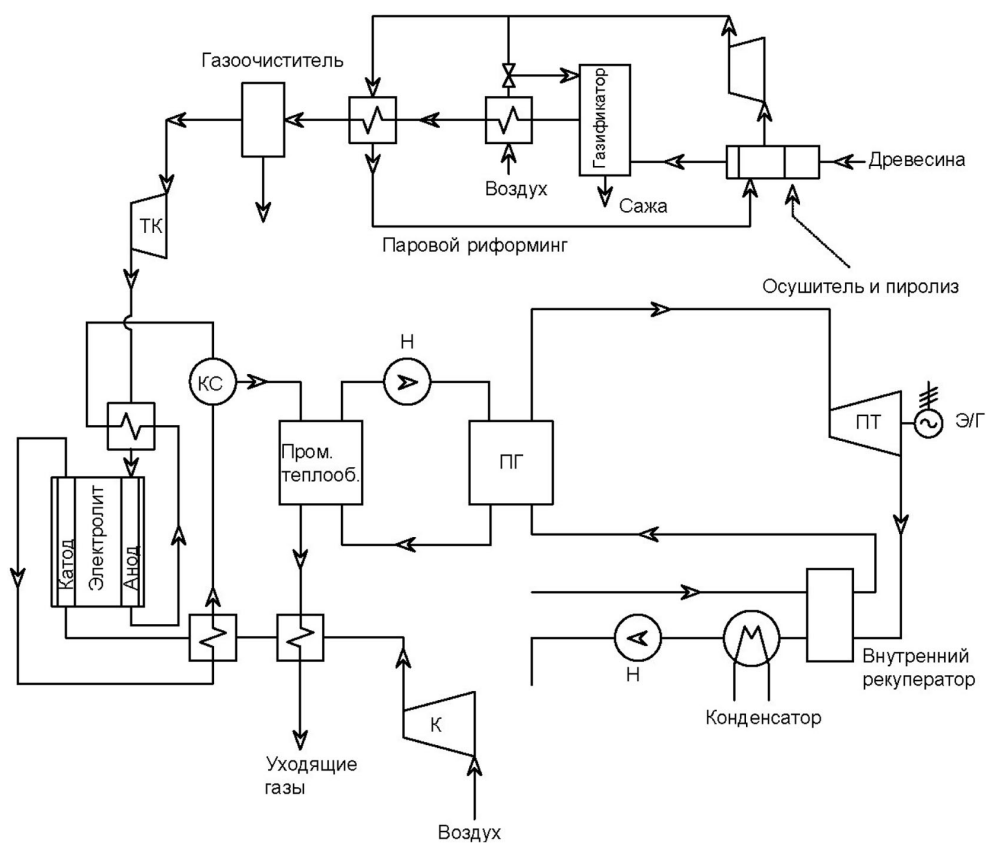 Газоочиститель
Газификатор
Древесина
Воздух
Сажа
ТК
Паровой риформинг
Осушитель и пиролиз
Н
КС
Пром.
теплооб.
ПГ
ПТ
Э/Г
Катод
Электролит
Анод
Внутренний
рекуператор
Н
Конденсатор
К
Уходящие
газы
Воздух